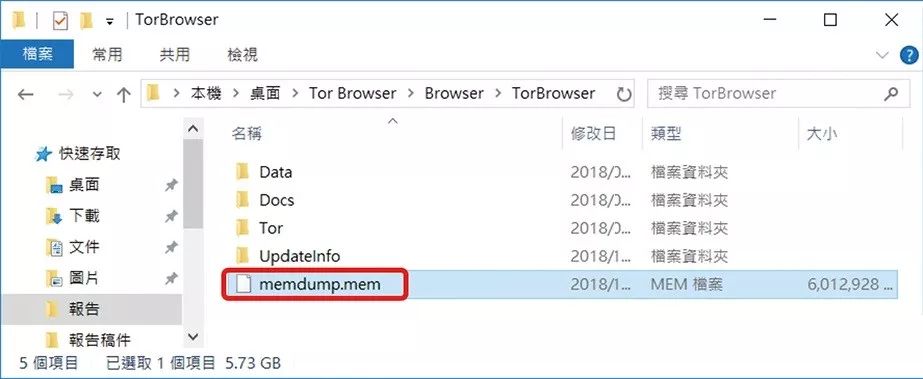 TorBrowser
檔案 常用 共用 檢視
本機 桌面 Tor Browser Browser TorBrowser 搜尋 TorBrowser
名稱 修改日 類型 大小
快速存取
桌面
下載
文件
圖片
報告
報告稿件
Data 2018/0... 檔案資料夾
Docs 2018/0... 檔案資料夾
Tor 2018/0... 檔案資料夾
UpdateInfo 2018/1... 檔案資料夾
memdump.mem 2018/1... MEM 檔案 6,012,928 ...
5 個項目 已選取 1 個項目 5.73 GB